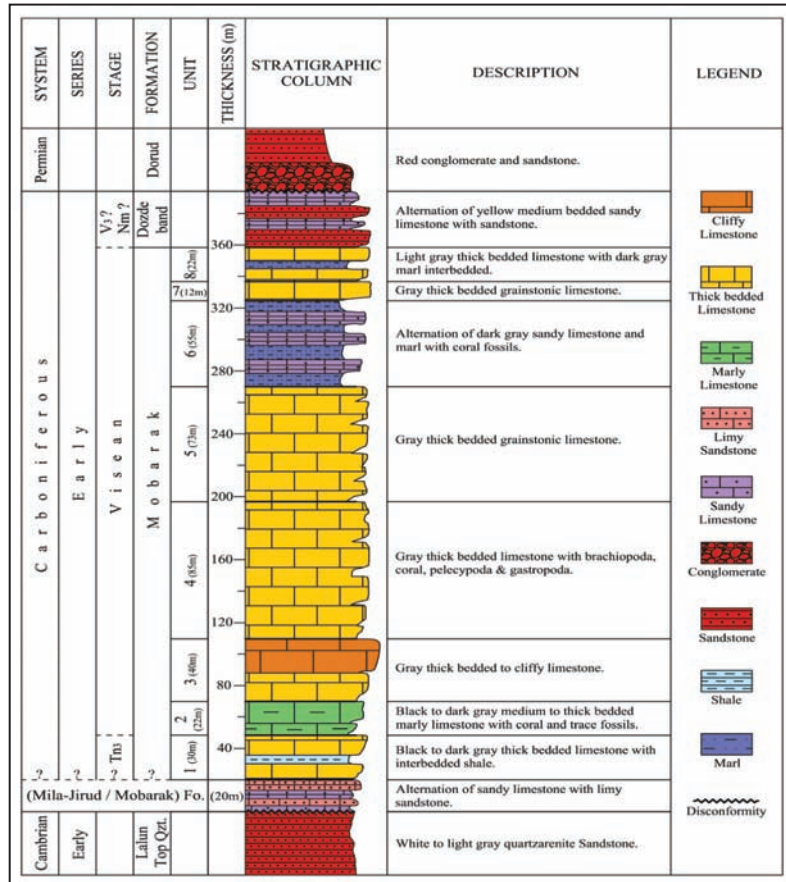 SYSTEM
SERIES
STAGE
FORMATION
UNIT
THICKNESS (m)
STRATIGRAPHIC
COLUMN
DESCRIPTION
LEGEND
Permian
Dorud
Red conglomerate and sandstone.
Carboniferous
Early
V3 ?
Nm ?
Dozde
band
Alternation of yellow medium bedded sandy
limestone with sandstone.
Visean
Mobarak
360
8 (22m)
Light gray thick bedded limestone with dark gray
marl interbedded.
7 (12m)
Gray thick bedded grainstonic limestone.
320
6 (55m)
Alternation of dark gray sandy limestone and
marl with coral fossils.
280
5 (73m)
240
Gray thick bedded grainstonic limestone.
200
4 (85m)
160
Gray thick bedded limestone with brachiopoda,
coral, pelecypoda & gastropoda.
120
3 (40m)
Gray thick bedded to cliffy limestone.
80
2
(22m)
Black to dark gray medium to thick bedded
marly limestone with coral and trace fossils.
Tn3
1 (30m)
40
Black to dark gray thick bedded limestone with
interbedded shale.
? ? ? ?
(Mila-Jirud / Mobarak) Fo. (20m)
Alternation of sandy limestone with limy
sandstone.
Cambrian
Early
Lalun
Top Qzt.
White to light gray quartzarenite Sandstone.
Cliffy
Limestone
Thick bedded
Limestone
Marly
Limestone
Limy
Sandstone
Sandy
Limestone
Conglomerate
Sandstone
Shale
Marl
Disconformity